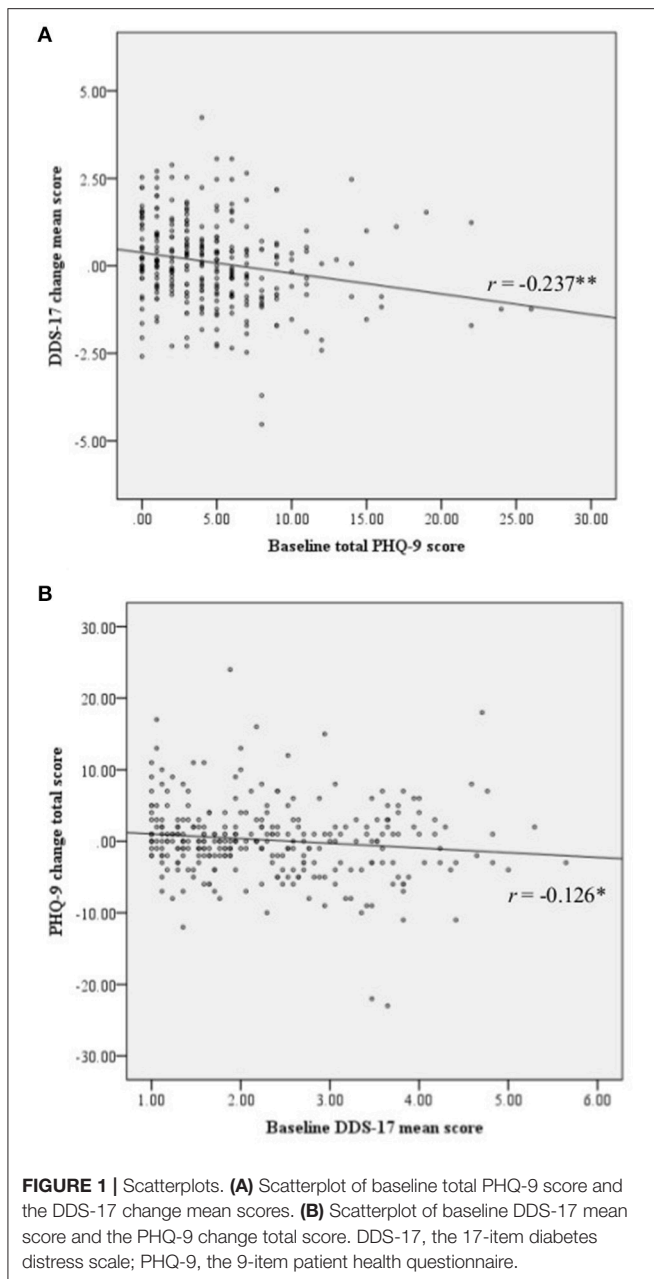 A
5.00
2.50
.00
-2.50
-5.00
DDS-17 change mean score
r = -0.237**
.00 5.00 10.00 15.00 20.00 25.00 30.00
Baseline total PHQ-9 score
B
30.00
20.00
10.00
.00
-10.00
-20.00
-30.00
PHQ-9 change total score
r = -0.126*
1.00 2.00 3.00 4.00 5.00 6.00
Baseline DDS-17 mean score
FIGURE 1 | Scatterplots. (A) Scatterplot of baseline total PHQ-9 score and
the DDS-17 change mean scores. (B) Scatterplot of baseline DDS-17 mean
score and the PHQ-9 change total score. DDS-17, the 17-item diabetes
distress scale; PHQ-9, the 9-item patient health questionnaire.